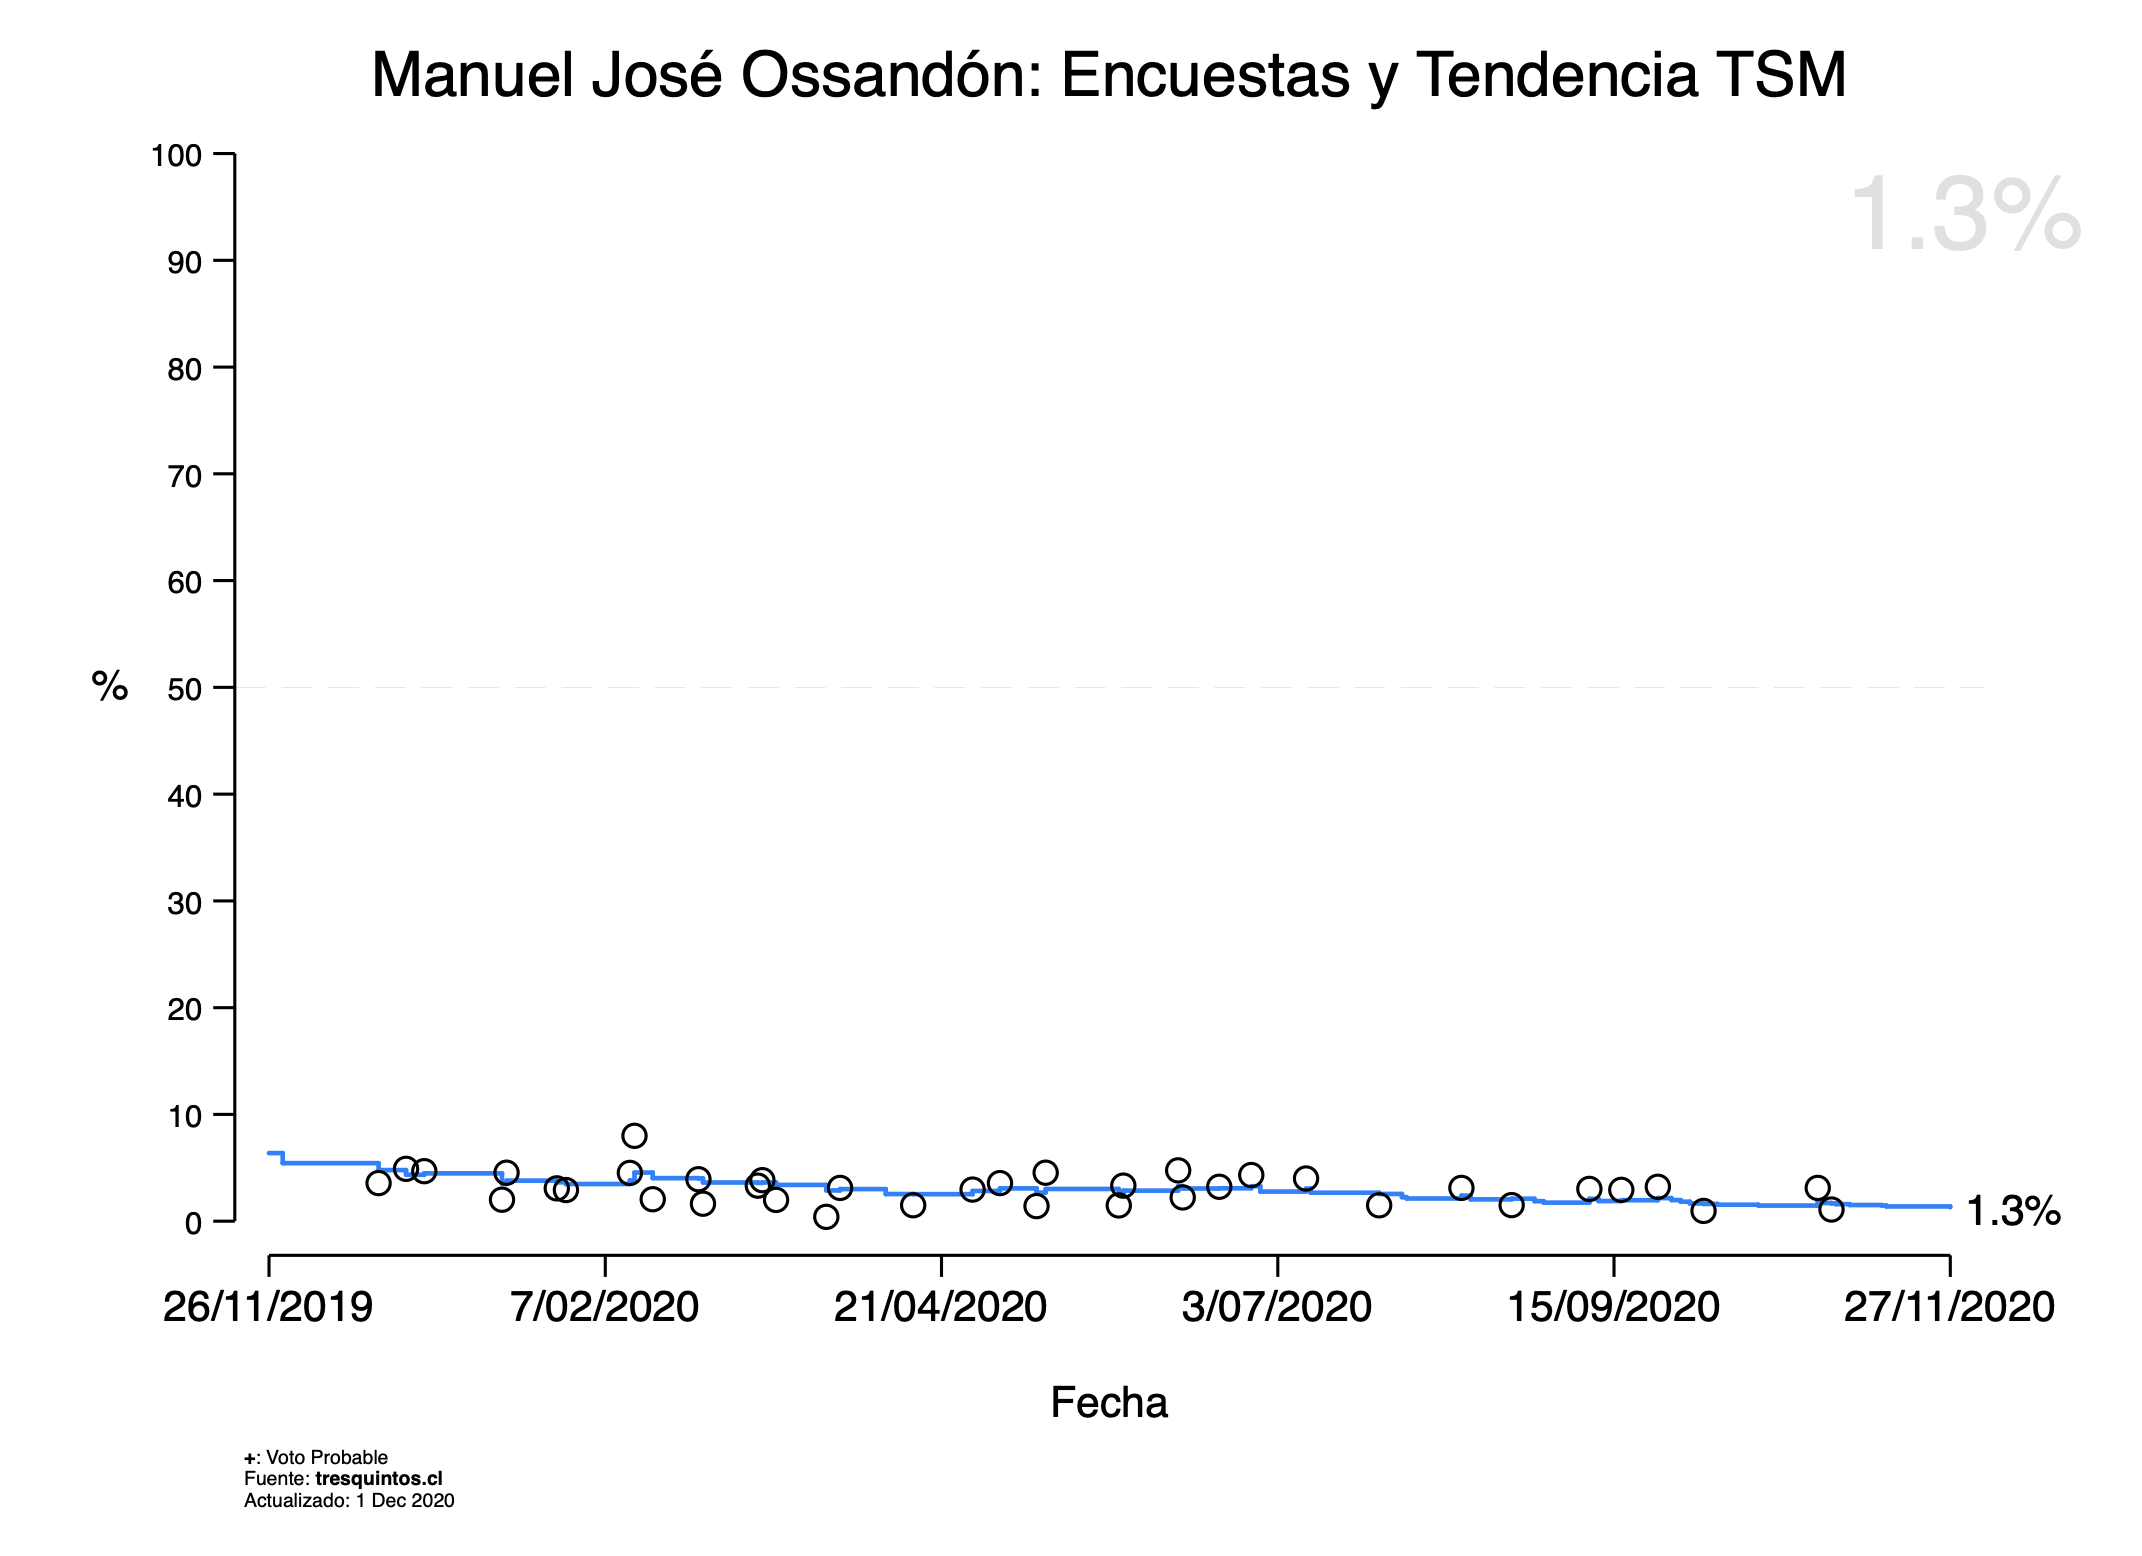 Manuel José Ossandón: Encuestas y Tendencia TSM
1.3%
100
90
80
70
60
% 50
40
30
20
10
0
1.3%
26/11/2019 7/02/2020 21/04/2020 3/07/2020 15/09/2020 27/11/2020
Fecha
+: Voto Probable
Fuente: tresquintos.cl
Actualizado: 1 Dec 2020